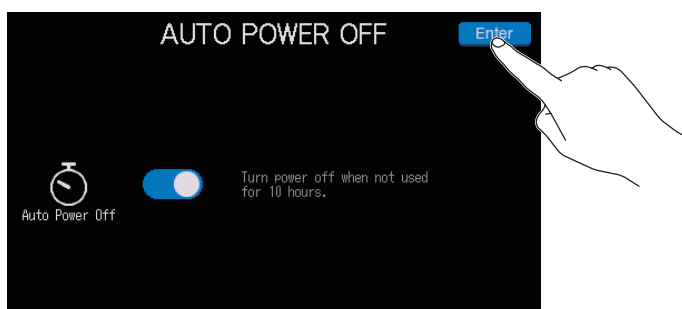 AUTO POWER OFF
Enter
Turn power off when not used
for 10 hours.
Auto Power Off